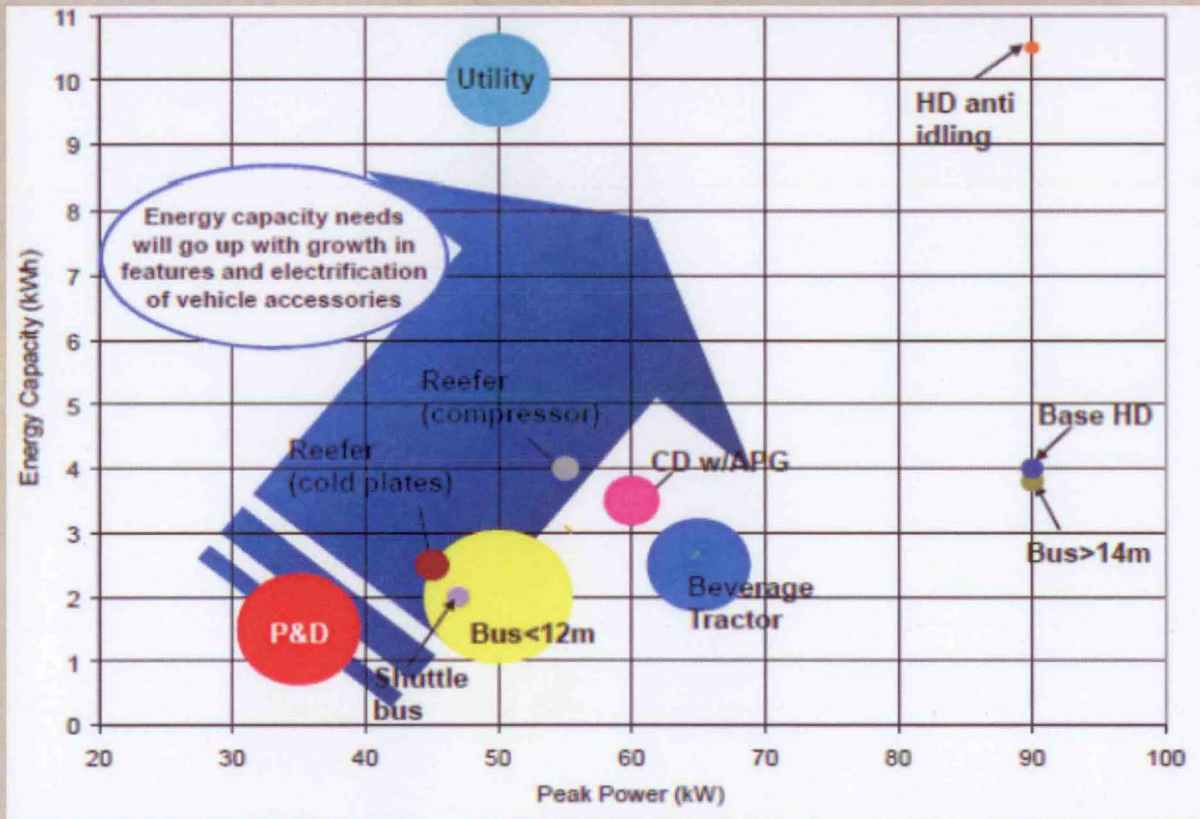 11
10
9
8
7
6
5
4
3
2
1
0
Energy Capacity (kWh)
Utility
HD anti
idling
Energy capacity needs
will go up with growth in
features and electrification
of vehicle accessories
Reefer
(compressor)
Reefer
(cold plates)
CD w/APG
Base HD
Bus>14m
Beverage
Tractor
P&D
Bus<12m
Shuttle
bus
20 30 40 50 60 70 80 90 100
Peak Power (kW)